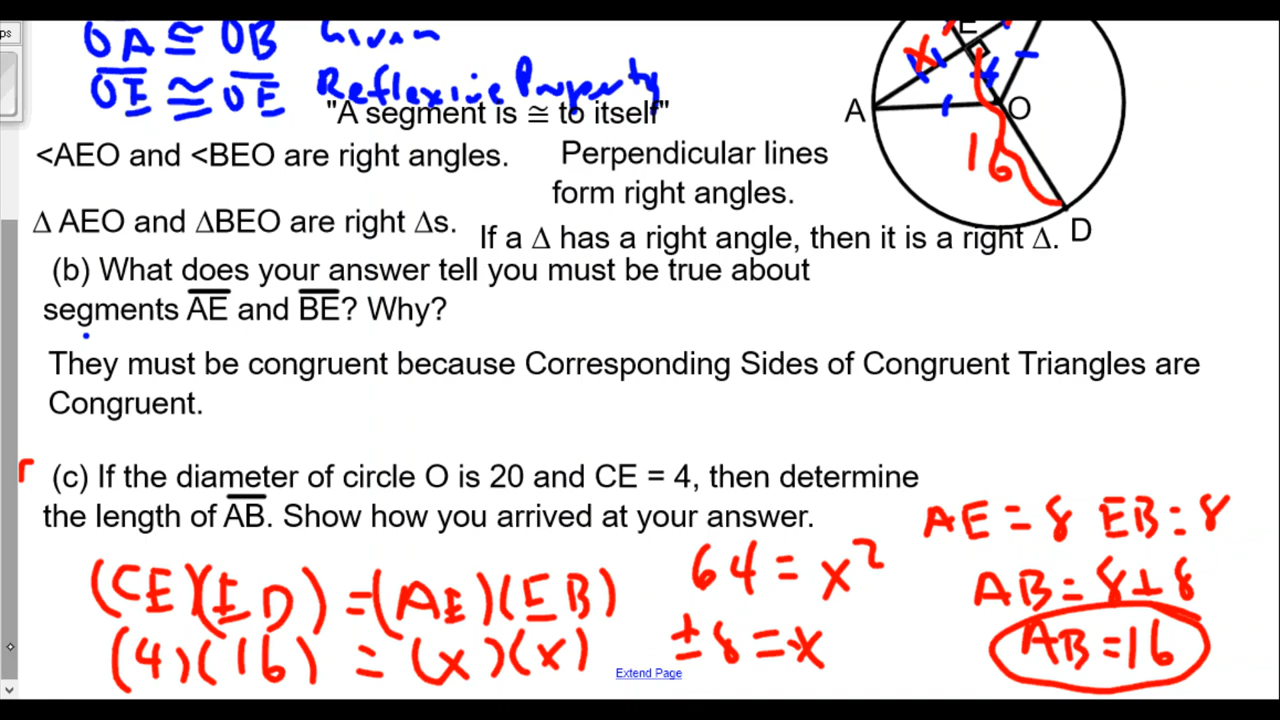 ps
OA ≅ OB Given
OE ≅ OE Reflexive Property
"A segment is ≅ to itself"
<AEO and <BEO are right angles.
Perpendicular lines
form right angles.
∆ AEO and ∆BEO are right ∆s.
If a ∆ has a right angle, then it is a right ∆.
E
x
A
O
16
D
(b) What does your answer tell you must be true about
segments AE and BE? Why?
They must be congruent because Corresponding Sides of Congruent Triangles are
Congruent.
(c) If the diameter of circle O is 20 and CE = 4, then determine
the length of AB. Show how you arrived at your answer.
(CE)(ED) = (AE)(EB)
(4)(16) = (x)(x)
64 = x²
±8 = x
AE = 8 EB = 8
AB = 8 + 8
AB = 16
Extend Page